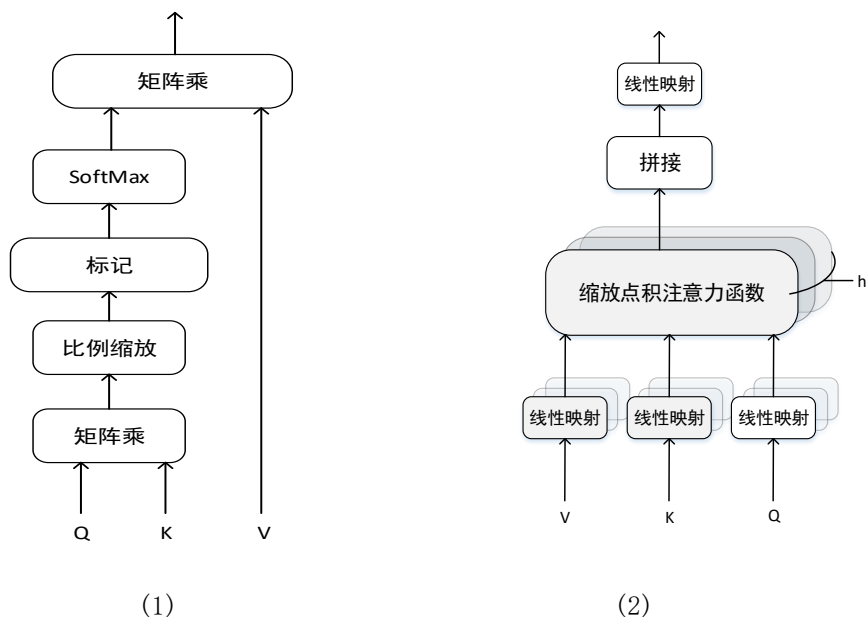 矩阵乘
SoftMax
标记
比例缩放
矩阵乘
Q K V
(1)
线性映射
拼接
缩放点积注意力函数
h
线性映射 线性映射 线性映射
V K Q
(2)